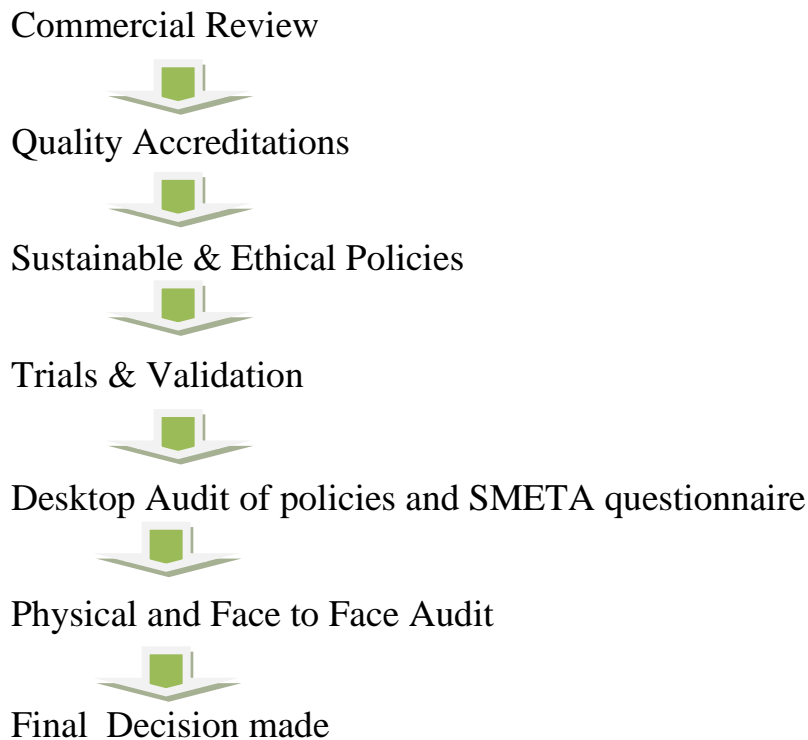 Commercial Review
Quality Accreditations
Sustainable & Ethical Policies
Trials & Validation
Desktop Audit of policies and SMETA questionnaire
Physical and Face to Face Audit
Final  Decision made